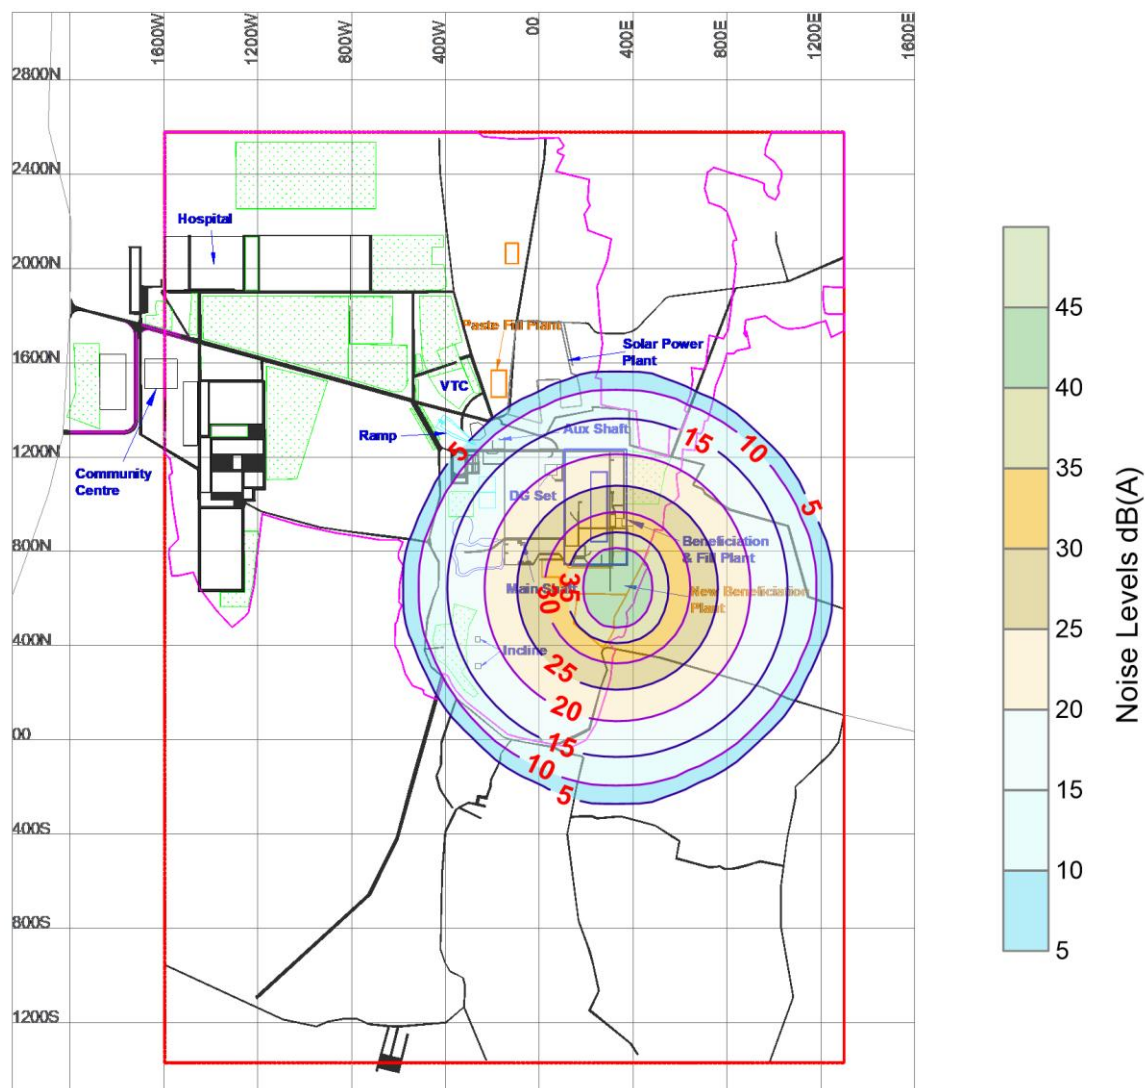 1600W
1200W
800W
400W
00
400E
800E
1200E
1600E
2800N
2400N
Hospital
2000N
Paste Fill Plant
Solar Power
Plant
1600N
VTC
Ramp
Aux Shaft
15
10
5
5
1200N
Community
Centre
DG Set
Beneficiation
& Fill Plant
800N
Main Shaft
35
30
New Beneficiation
Plant
400N
Incline
25
20
15
10
5
00
400S
800S
1200S
45
40
35
30
25
20
15
10
5
Noise Levels dB(A)